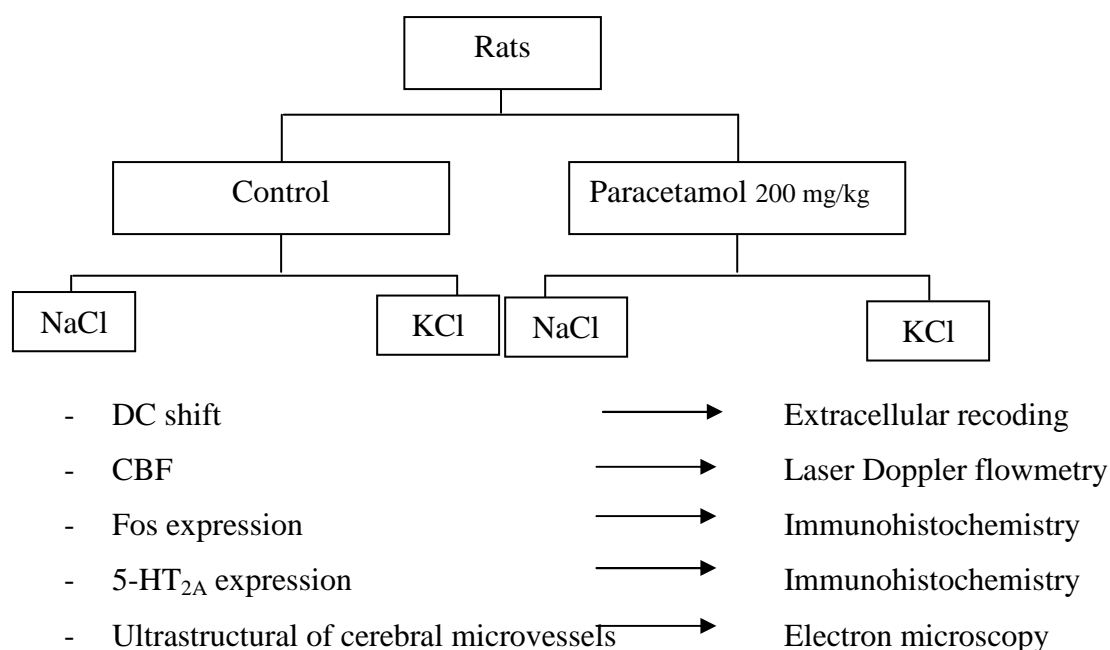 Rats
Control
Paracetamol 200 mg/kg
NaCl
KCl
NaCl
KCl
- DC shift Extracellular recoding
- CBF Laser Doppler flowmetry
- Fos expression Immunohistochemistry
- 5-HT2A expression Immunohistochemistry
- Ultrastructural of cerebral microvessels Electron microscopy